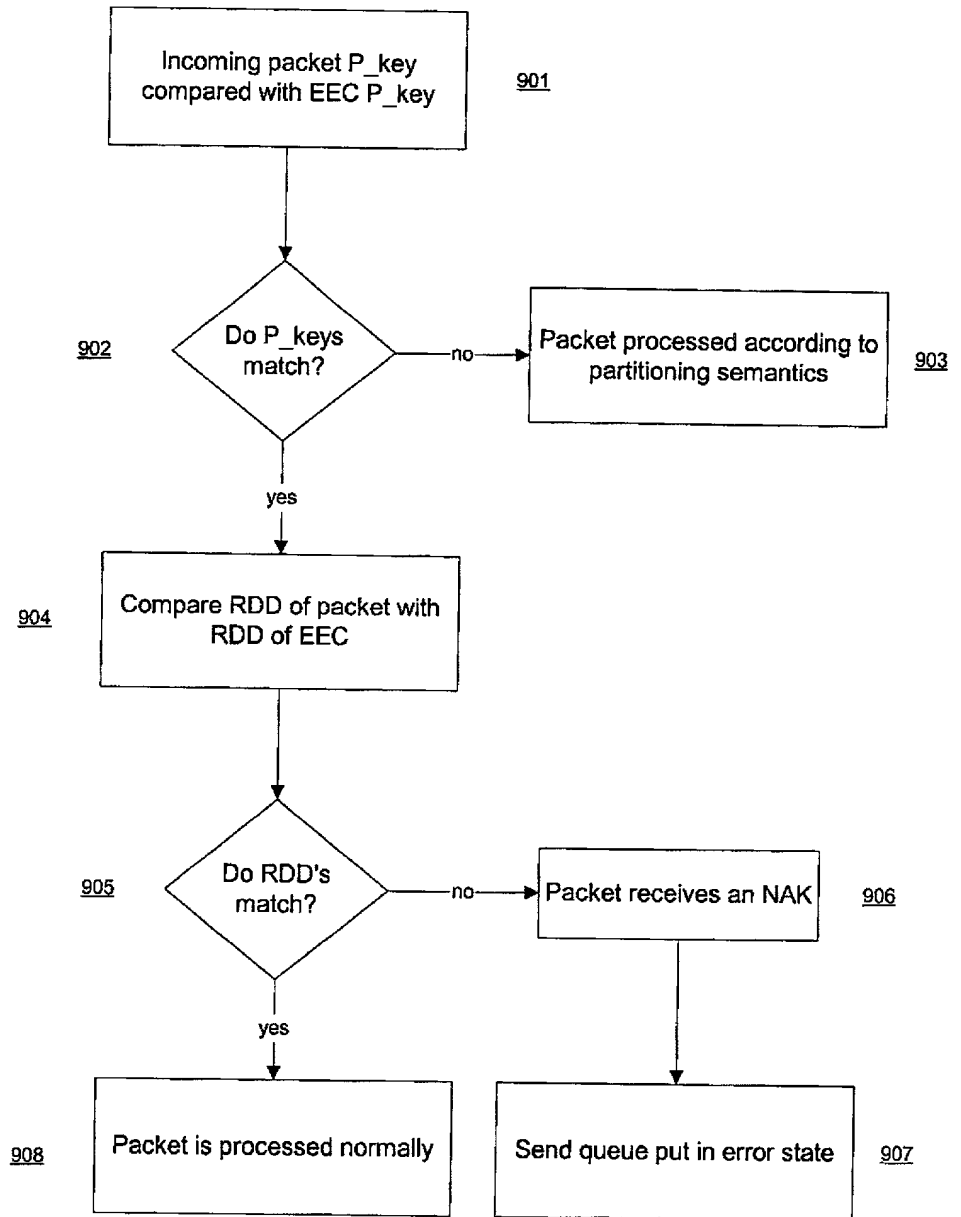 Incoming packet P_key
compared with EEC P_key
901
902
Do P_keys
match?
no
Packet processed according to
partitioning semantics
903
yes
904
Compare RDD of packet with
RDD of EEC
905
Do RDD's
match?
no
Packet receives an NAK
906
yes
908
Packet is processed normally
Send queue put in error state
907